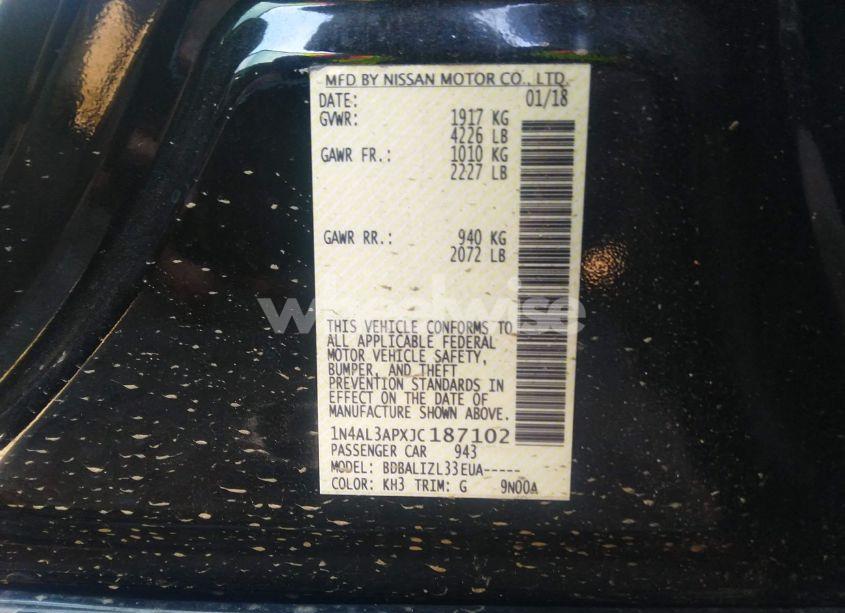 MFD BY NISSAN MOTOR CO., LTD.
DATE: 01/18
GVWR: 1917 KG
4226 LB
GAWR FR.: 1010 KG
2227 LB
GAWR RR.: 940 KG
2072 LB
wheelwise
THIS VEHICLE CONFORMS TO
ALL APPLICABLE FEDERAL
MOTOR VEHICLE SAFETY,
BUMPER, AND THEFT
PREVENTION STANDARDS IN
EFFECT ON THE DATE OF
MANUFACTURE SHOWN ABOVE.
1N4AL3APXJC187102
PASSENGER CAR 943
MODEL: BDBALIZL33EUA-----
COLOR: KH3 TRIM: G 9N00A